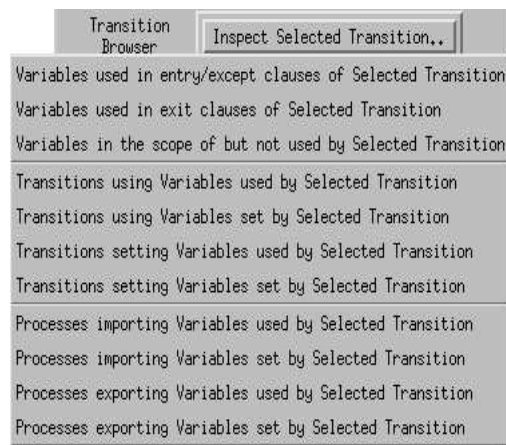 Transition
Browser
Inspect Selected Transition..
Variables used in entry/except clauses of Selected Transition
Variables used in exit clauses of Selected Transition
Variables in the scope of but not used by Selected Transition
Transitions using Variables used by Selected Transition
Transitions using Variables set by Selected Transition
Transitions setting Variables used by Selected Transition
Transitions setting Variables set by Selected Transition
Processes importing Variables used by Selected Transition
Processes importing Variables set by Selected Transition
Processes exporting Variables used by Selected Transition
Processes exporting Variables set by Selected Transition